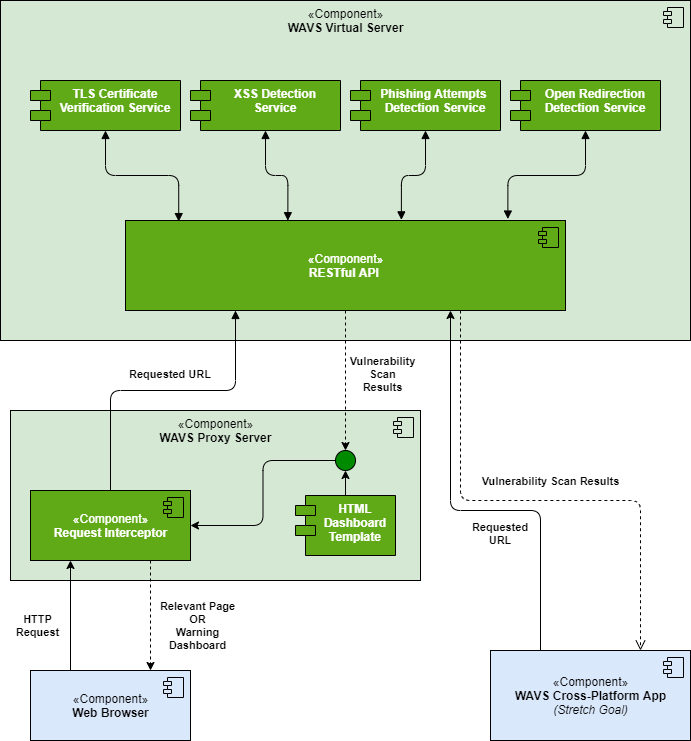 «Component»
WAVS Virtual Server
TLS Certificate
Verification Service
XSS Detection
Service
Phishing Attempts
Detection Service
Open Redirection
Detection Service
«Component»
RESTful API
Requested URL
Vulnerability
Scan
Results
«Component»
WAVS Proxy Server
«Component»
Request Interceptor
HTML
Dashboard
Template
Vulnerability Scan Results
Requested
URL
HTTP
Request
Relevant Page
OR
Warning
Dashboard
«Component»
Web Browser
«Component»
WAVS Cross-Platform App
(Stretch Goal)